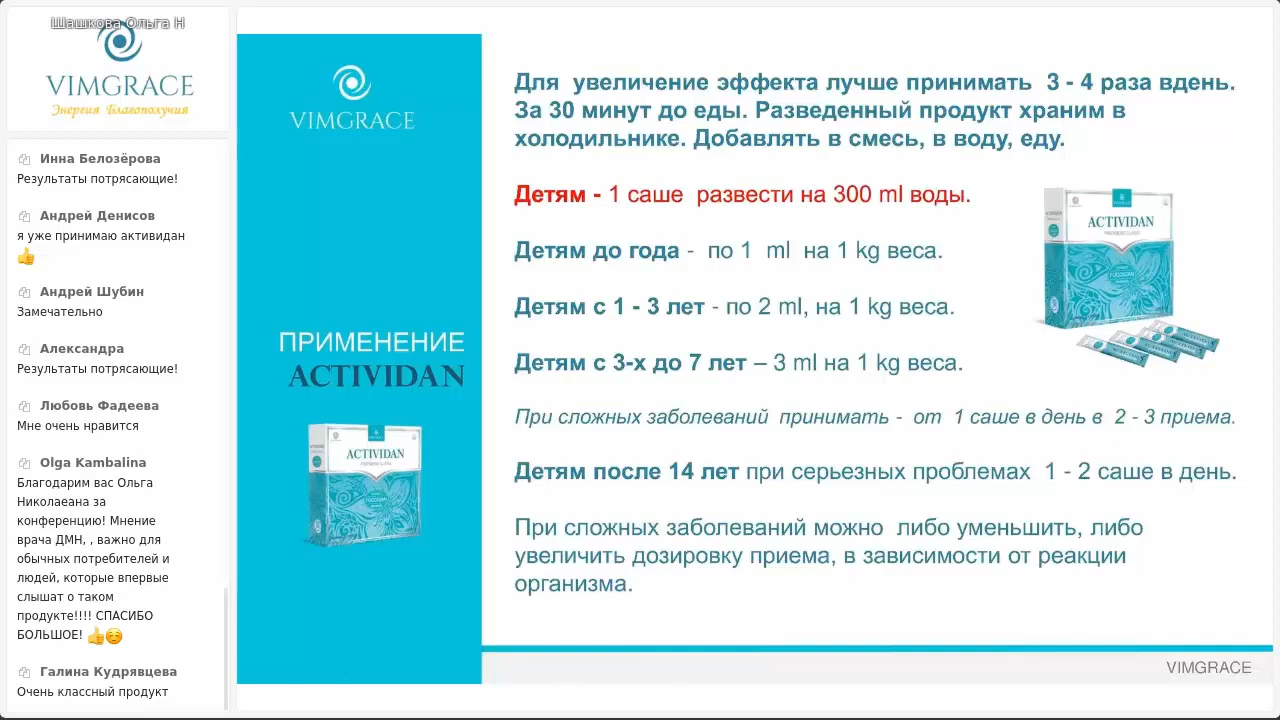 Шашкова Ольга Н
VIMGRACE
Энергия Благополучия
Инна Белозёрова
Результаты потрясающие!
Андрей Денисов
я уже принимаю активидан
Андрей Шубин
Замечательно
Александра
Результаты потрясающие!
Любовь Фадеева
Мне очень нравится
Olga Kambalina
Благодарим вас Ольга
Николаеана за
конференцию! Мнение
врача ДМН, , важно для
обычных потребителей и
людей, которые впервые
слышат о таком
продукте!!!! СПАСИБО
БОЛЬШОЕ!
Галина Кудрявцева
Очень классный продукт
VIMGRACE
ПРИМЕНЕНИЕ
ACTIVIDAN
ACTIVIDAN
FUCOIDAN
Для увеличение эффекта лучше принимать 3 - 4 раза вдень.
За 30 минут до еды. Разведенный продукт храним в
холодильнике. Добавлять в смесь, в воду, еду.
Детям - 1 саше развести на 300 ml воды.
Детям до года - по 1 ml на 1 kg веса.
Детям с 1 - 3 лет - по 2 ml, на 1 kg веса.
Детям с 3-х до 7 лет – 3 ml на 1 kg веса.
При сложных заболеваний принимать - от 1 саше в день в 2 - 3 приема.
Детям после 14 лет при серьезных проблемах 1 - 2 саше в день.
При сложных заболеваний можно либо уменьшить, либо
увеличить дозировку приема, в зависимости от реакции
организма.
ACTIVIDAN
FUCOIDAN
VIMGRACE